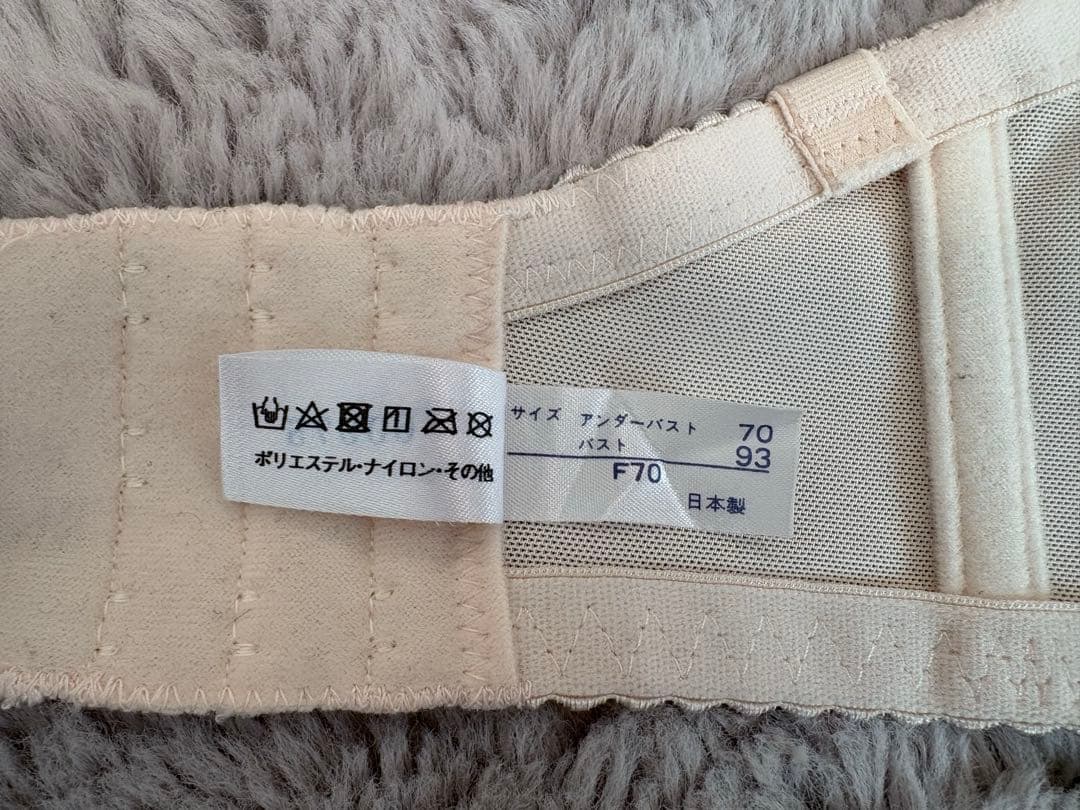 ポリエステル・ナイロン・その他
サイズ アンダーバスト 70
バスト 93
F70
日本製